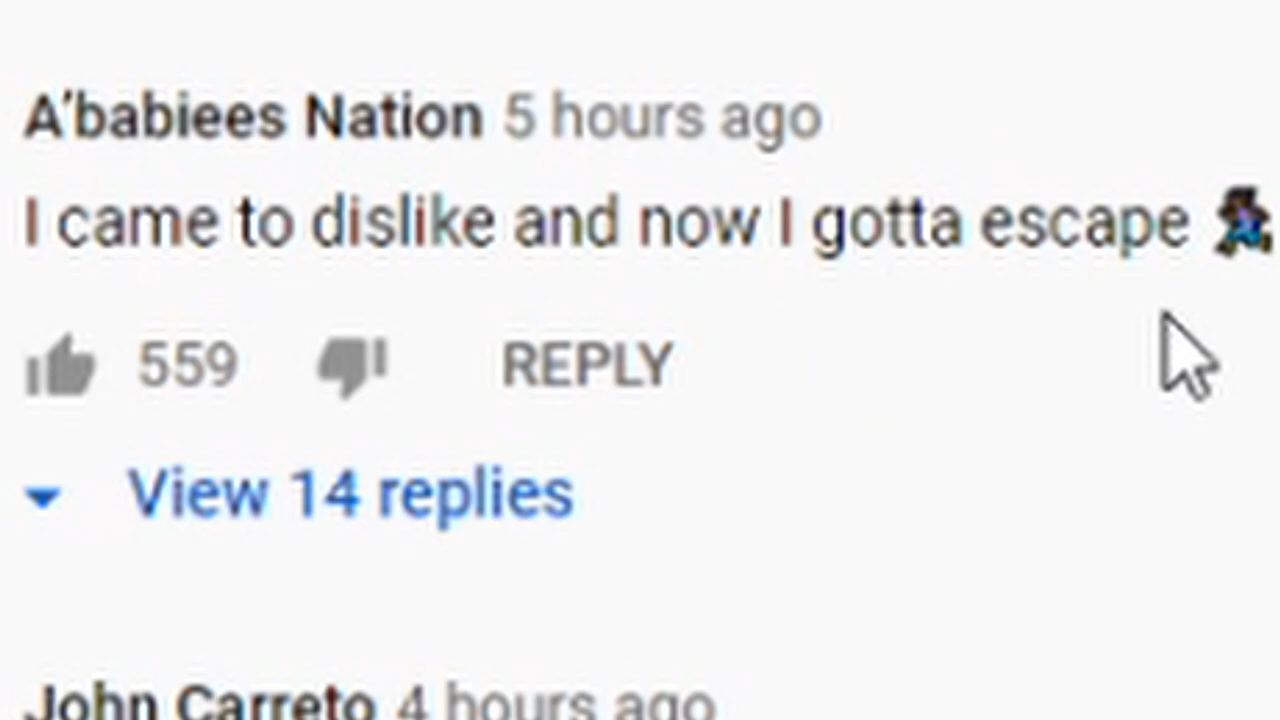 A'babiees Nation 5 hours ago
I came to dislike and now I gotta escape
559 REPLY
View 14 replies
John Carreto 4 hours ago